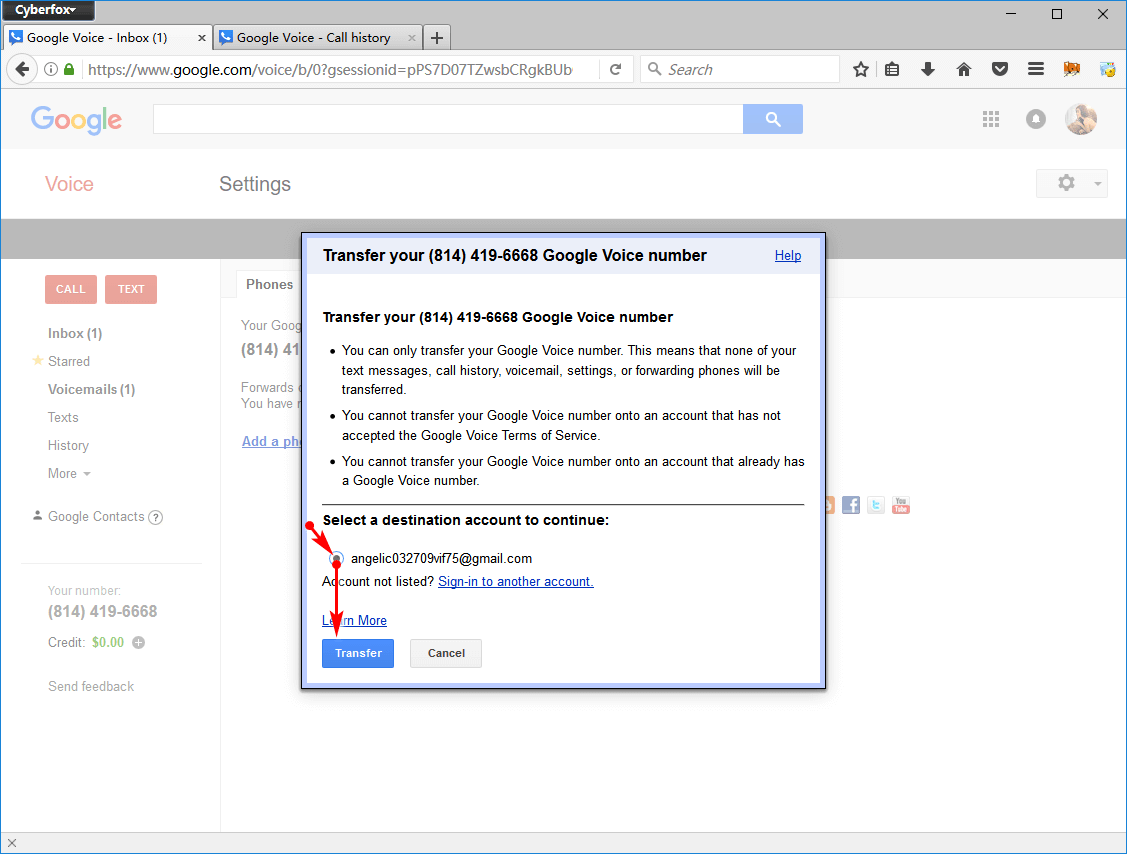 Cyberfox
Google Voice - Inbox (1)
Google Voice - Call history
https://www.google.com/voice/b/0?gsessionid=pPS7D07TZwsbCRgkBUb
Search
Google
Voice
Settings
Transfer your (814) 419-6668 Google Voice number
Help
CALL
TEXT
Phones
Inbox (1)
Starred
Voicemails (1)
Texts
History
More
Google Contacts
?
Your number:
(814) 419-6668
Credit: $0.00
Send feedback
Your Goog
(814) 41
Forwards
You have
Add a pho
Transfer your (814) 419-6668 Google Voice number
You can only transfer your Google Voice number. This means that none of your
text messages, call history, voicemail, settings, or forwarding phones will be
transferred.
You cannot transfer your Google Voice number onto an account that has not
accepted the Google Voice Terms of Service.
You cannot transfer your Google Voice number onto an account that already has
a Google Voice number.
Select a destination account to continue:
angelic032709vif75@gmail.com
Account not listed? Sign-in to another account.
Learn More
Transfer
Cancel
You
Tube